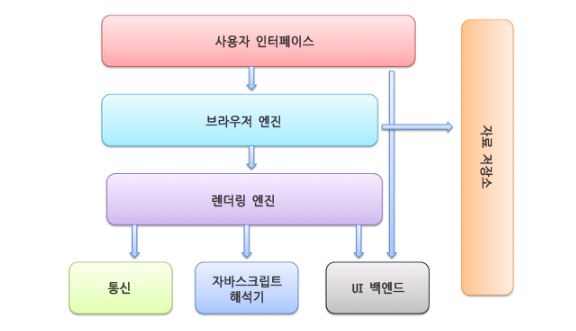 사용자 인터페이스
브라우저 엔진
자료 저장소
렌더링 엔진
통신
자바스크립트
해석기
UI 백엔드